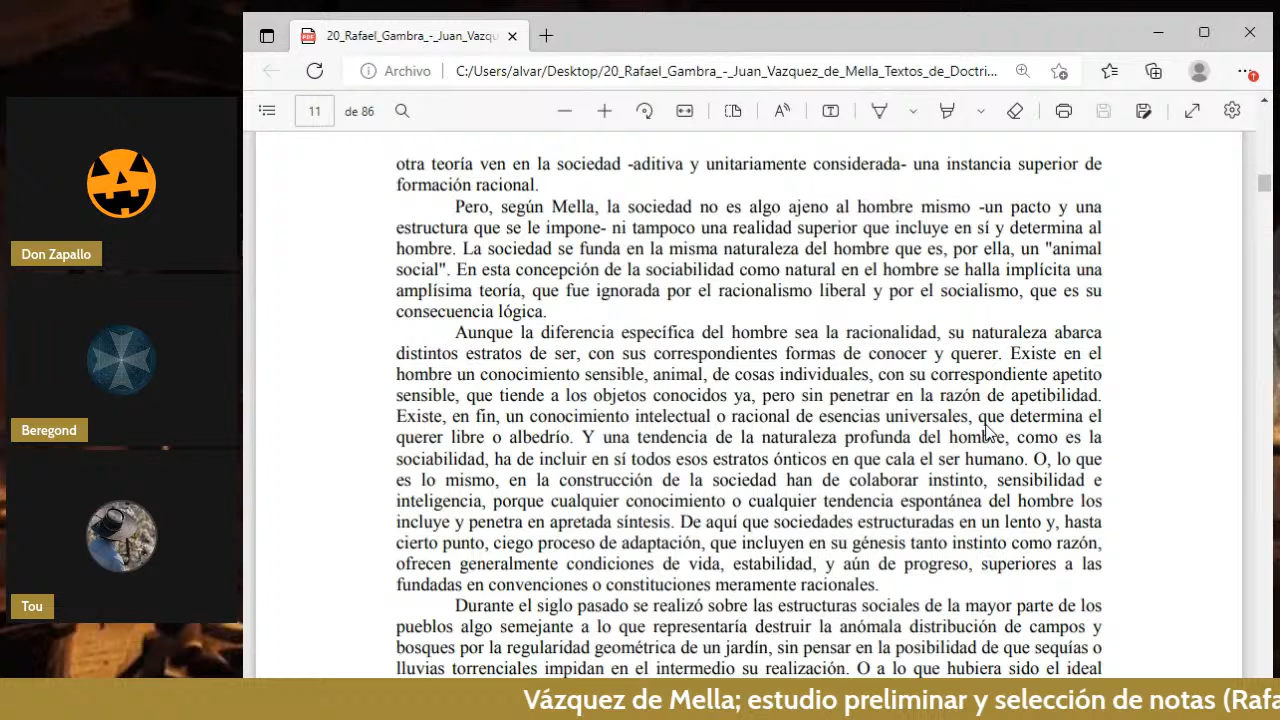 20_Rafael_Gambra_-_Juan_Vazqu
Archivo
C:/Users/alvar/Desktop/20_Rafael_Gambra_-_Juan_Vazquez_de_Mella_Textos_de_Doctri...
11 de 86
otra teoría ven en la sociedad -aditiva y unitariamente considerada- una instancia superior de
formación racional.
Pero, según Mella, la sociedad no es algo ajeno al hombre mismo -un pacto y una
estructura que se le impone- ni tampoco una realidad superior que incluye en sí y determina al
hombre. La sociedad se funda en la misma naturaleza del hombre que es, por ella, un "animal
social". En esta concepción de la sociabilidad como natural en el hombre se halla implícita una
amplísima teoría, que fue ignorada por el racionalismo liberal y por el socialismo, que es su
consecuencia lógica.
Aunque la diferencia específica del hombre sea la racionalidad, su naturaleza abarca
distintos estratos de ser, con sus correspondientes formas de conocer y querer. Existe en el
hombre un conocimiento sensible, animal, de cosas individuales, con su correspondiente apetito
sensible, que tiende a los objetos conocidos ya, pero sin penetrar en la razón de apetibilidad.
Existe, en fin, un conocimiento intelectual o racional de esencias universales, que determina el
querer libre o albedrío. Y una tendencia de la naturaleza profunda del hombre, como es la
sociabilidad, ha de incluir en sí todos esos estratos ónticos en que cala el ser humano. O, lo que
es lo mismo, en la construcción de la sociedad han de colaborar instinto, sensibilidad e
inteligencia, porque cualquier conocimiento o cualquier tendencia espontánea del hombre los
incluye y penetra en apretada síntesis. De aquí que sociedades estructuradas en un lento y, hasta
cierto punto, ciego proceso de adaptación, que incluyen en su génesis tanto instinto como razón,
ofrecen generalmente condiciones de vida, estabilidad, y aún de progreso, superiores a las
fundadas en convenciones o constituciones meramente racionales.
Durante el siglo pasado se realizó sobre las estructuras sociales de la mayor parte de los
pueblos algo semejante a lo que representaría destruir la anómala distribución de campos y
bosques por la regularidad geométrica de un jardín, sin pensar en la posibilidad de que sequías o
lluvias torrenciales impidan en el intermedio su realización. O a lo que hubiera sido el ideal
Don Zapallo
Beregond
Tou
Vázquez de Mella; estudio preliminar y selección de notas (Rafa